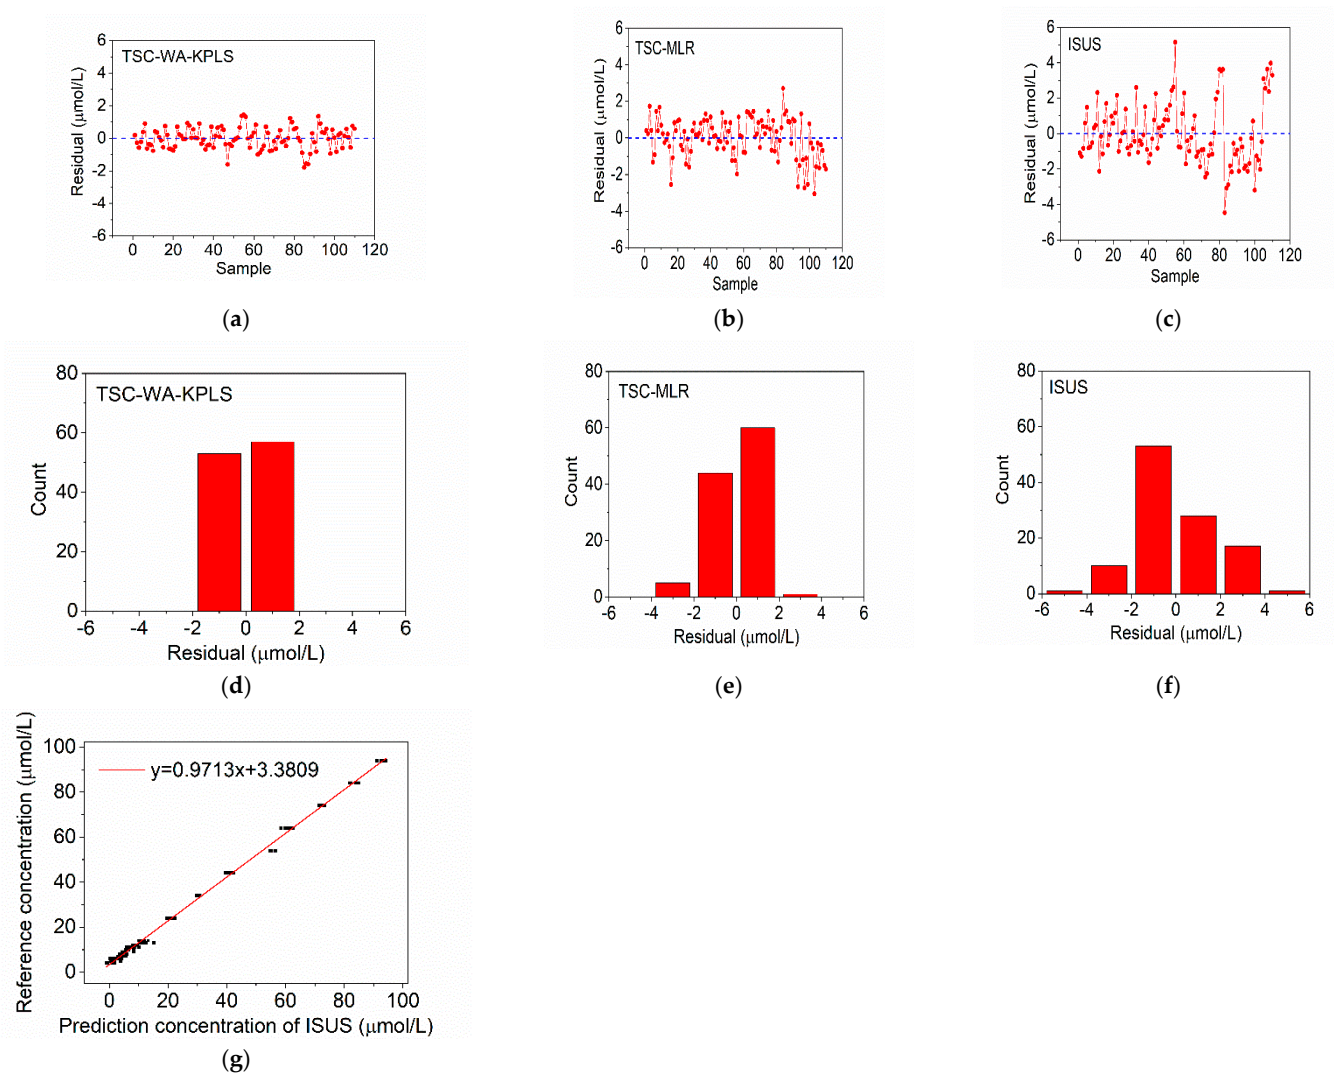 TSC-WA-KPLS
Residual (μmol/L)
6
4
2
0
-2
-4
-6
0 20 40 60 80 100 120
Sample
(a)
TSC-MLR
Residual (μmol/L)
6
4
2
0
-2
-4
-6
0 20 40 60 80 100 120
Sample
(b)
ISUS
Residual (μmol/L)
6
4
2
0
-2
-4
-6
0 20 40 60 80 100 120
Sample
(c)
TSC-WA-KPLS
Count
80
60
40
20
0
-6 -4 -2 0 2 4 6
Residual (μmol/L)
(d)
TSC-MLR
Count
80
60
40
20
0
-6 -4 -2 0 2 4 6
Residual (μmol/L)
(e)
ISUS
Count
80
60
40
20
0
-6 -4 -2 0 2 4 6
Residual (μmol/L)
(f)
y=0.9713x+3.3809
Reference concentration (μmol/L)
100
80
60
40
20
0
0 20 40 60 80 100
Prediction concentration of ISUS (μmol/L)
(g)